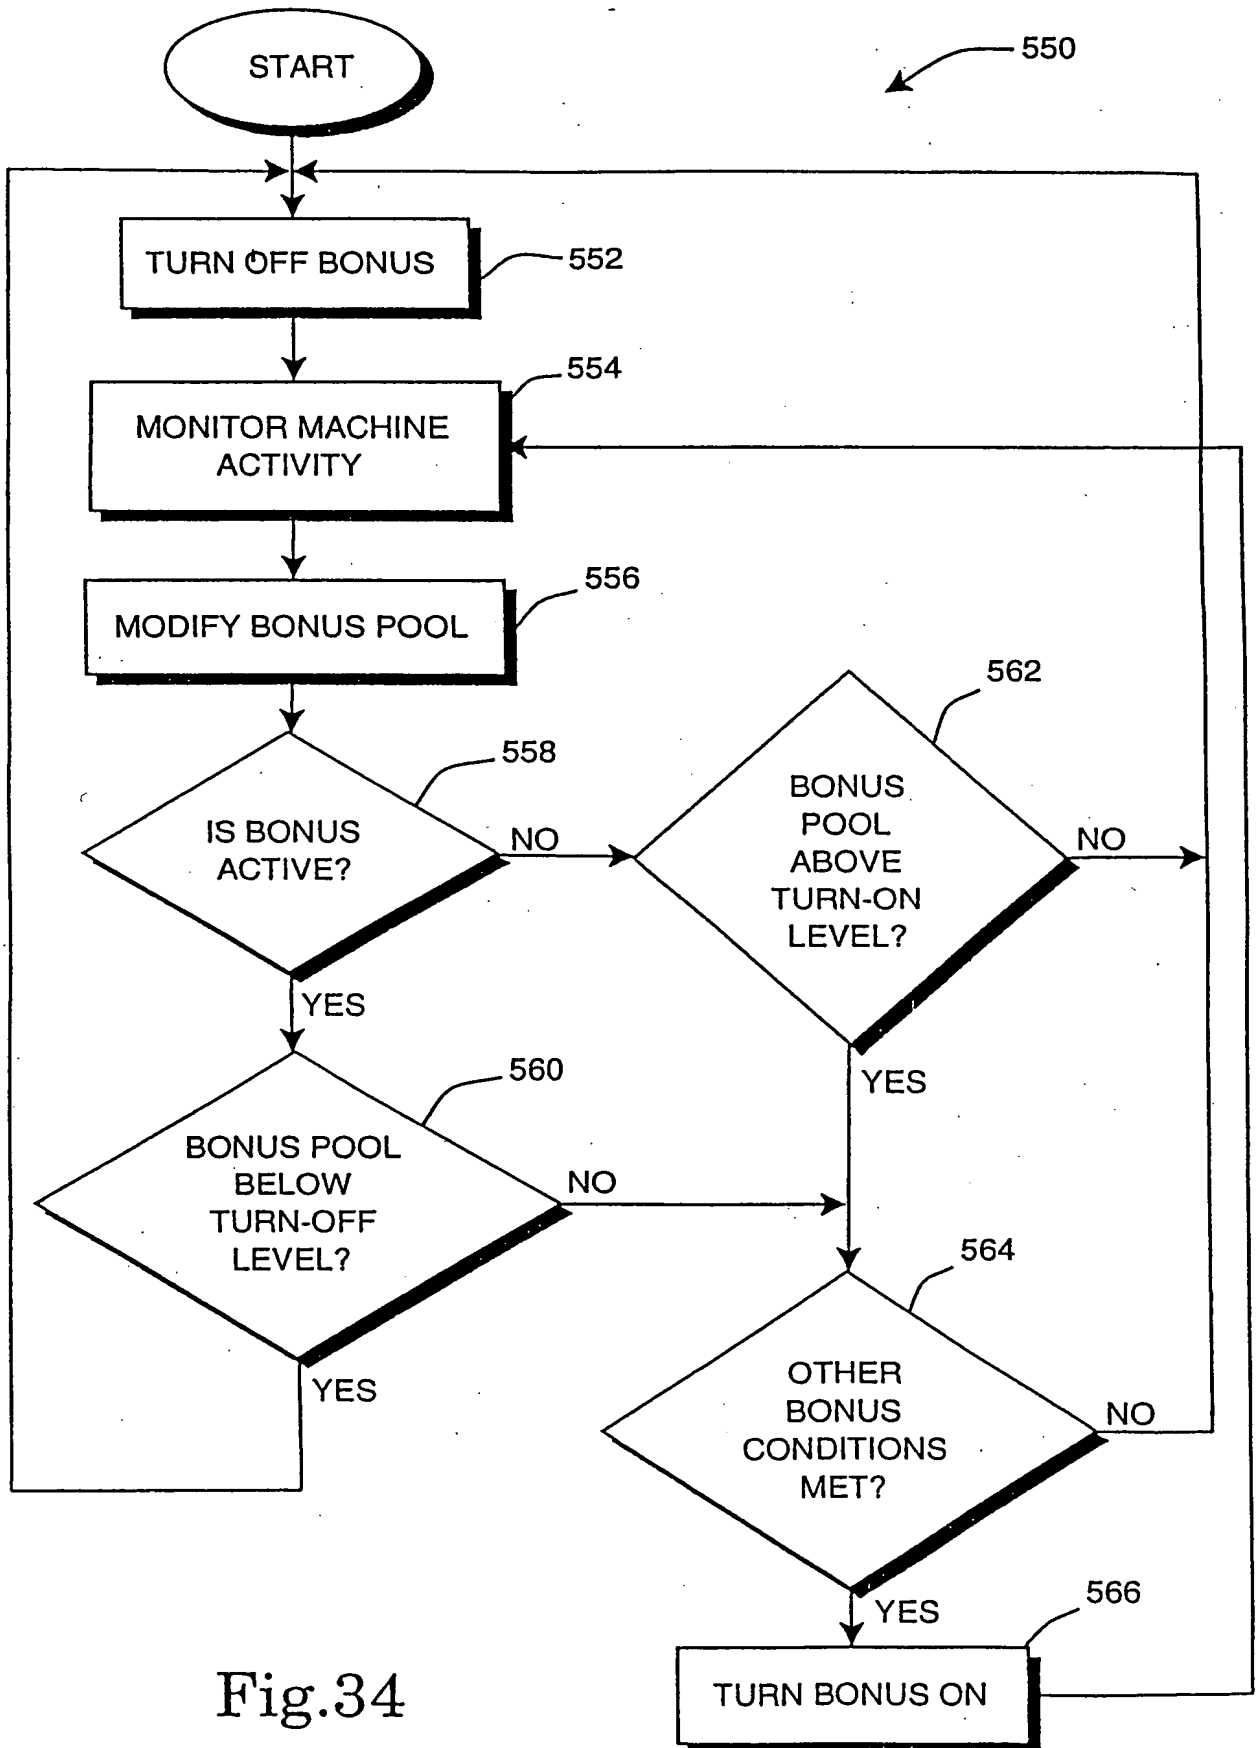 START
550
TURN OFF BONUS
552
554
MONITOR MACHINE
ACTIVITY
556
MODIFY BONUS POOL
562
558
BONUS
POOL
ABOVE
TURN-ON
LEVEL?
IS BONUS
ACTIVE?
NO
NO
YES
YES
560
BONUS POOL
BELOW
TURN-OFF
LEVEL?
NO
YES
564
OTHER
BONUS
CONDITIONS
MET?
NO
YES
566
TURN BONUS ON
Fig.34